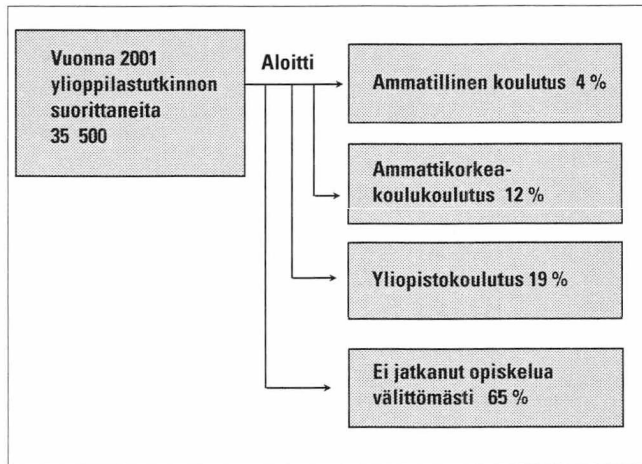 Vuonna 2001
ylioppilastutkinnon
suorittaneita
35 500
Aloitti
Ammatillinen koulutus 4 %
Ammattikorkea-
koulukoulutus 12 %
Yliopistokoulutus 19 %
Ei jatkanut opiskelua
välittömästi 65 %